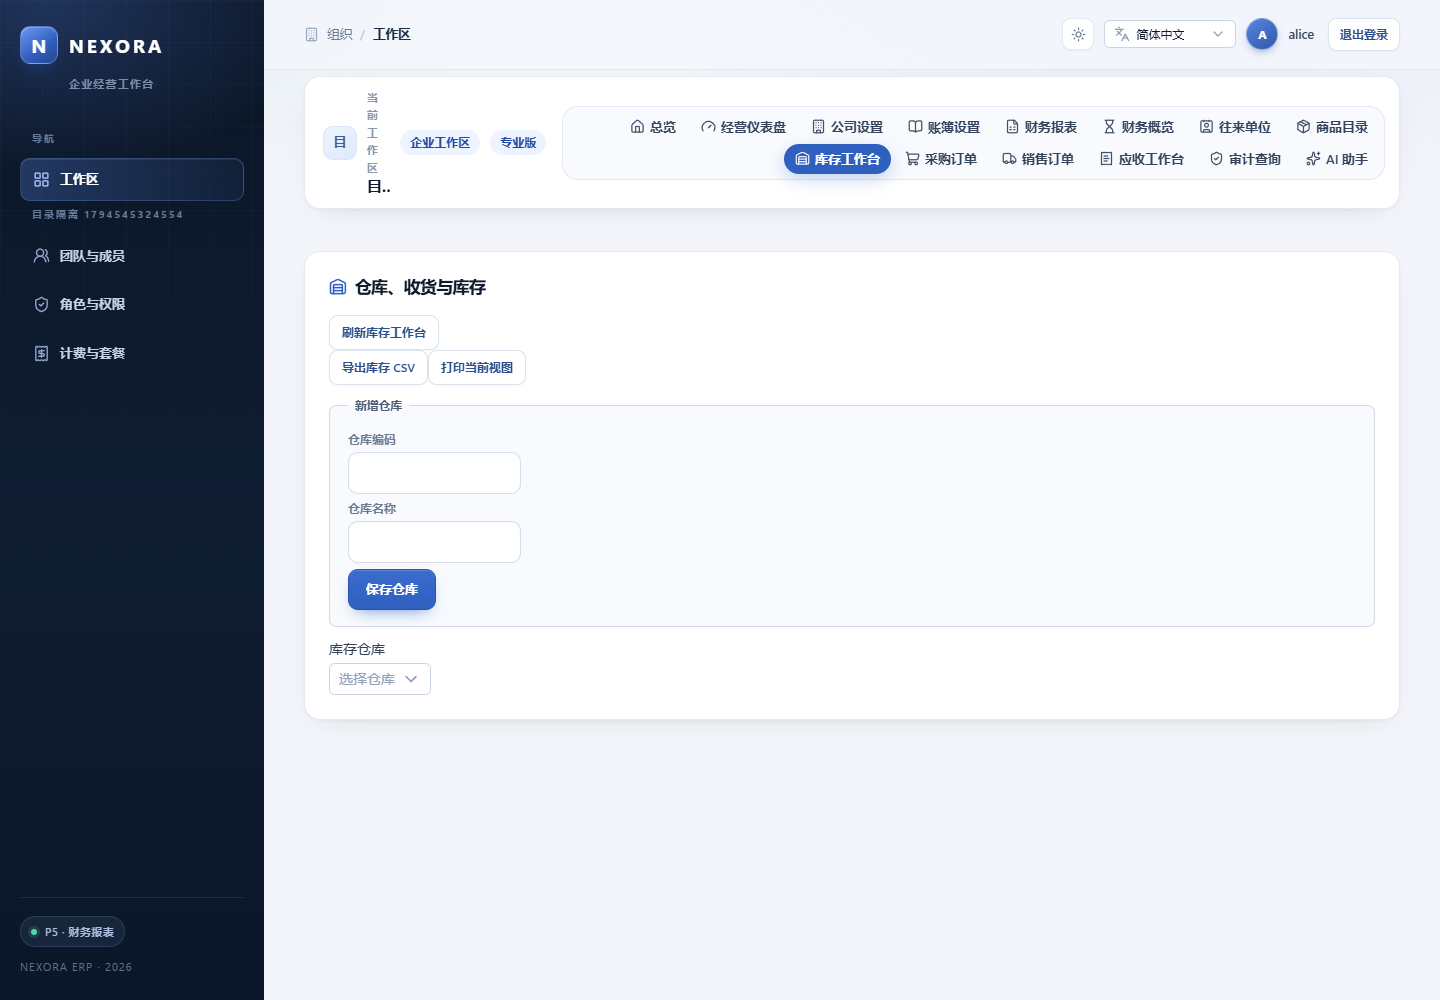 N NEXORA
企业经营工作台
导航
工作区
目录隔离 1794545324554
团队与成员
角色与权限
计费与套餐
P5 · 财务报表
NEXORA ERP · 2026
组织 / 工作区
简体中文
A alice
退出登录
目
当前工作区
目..
企业工作区 专业版
总览 经营仪表盘 公司设置 账簿设置 财务报表 财务概览 往来单位 商品目录
库存工作台 采购订单 销售订单 应收工作台 审计查询 AI 助手
仓库、收货与库存
刷新库存工作台
导出库存 CSV 打印当前视图
新增仓库
仓库编码
仓库名称
保存仓库
库存仓库
选择仓库